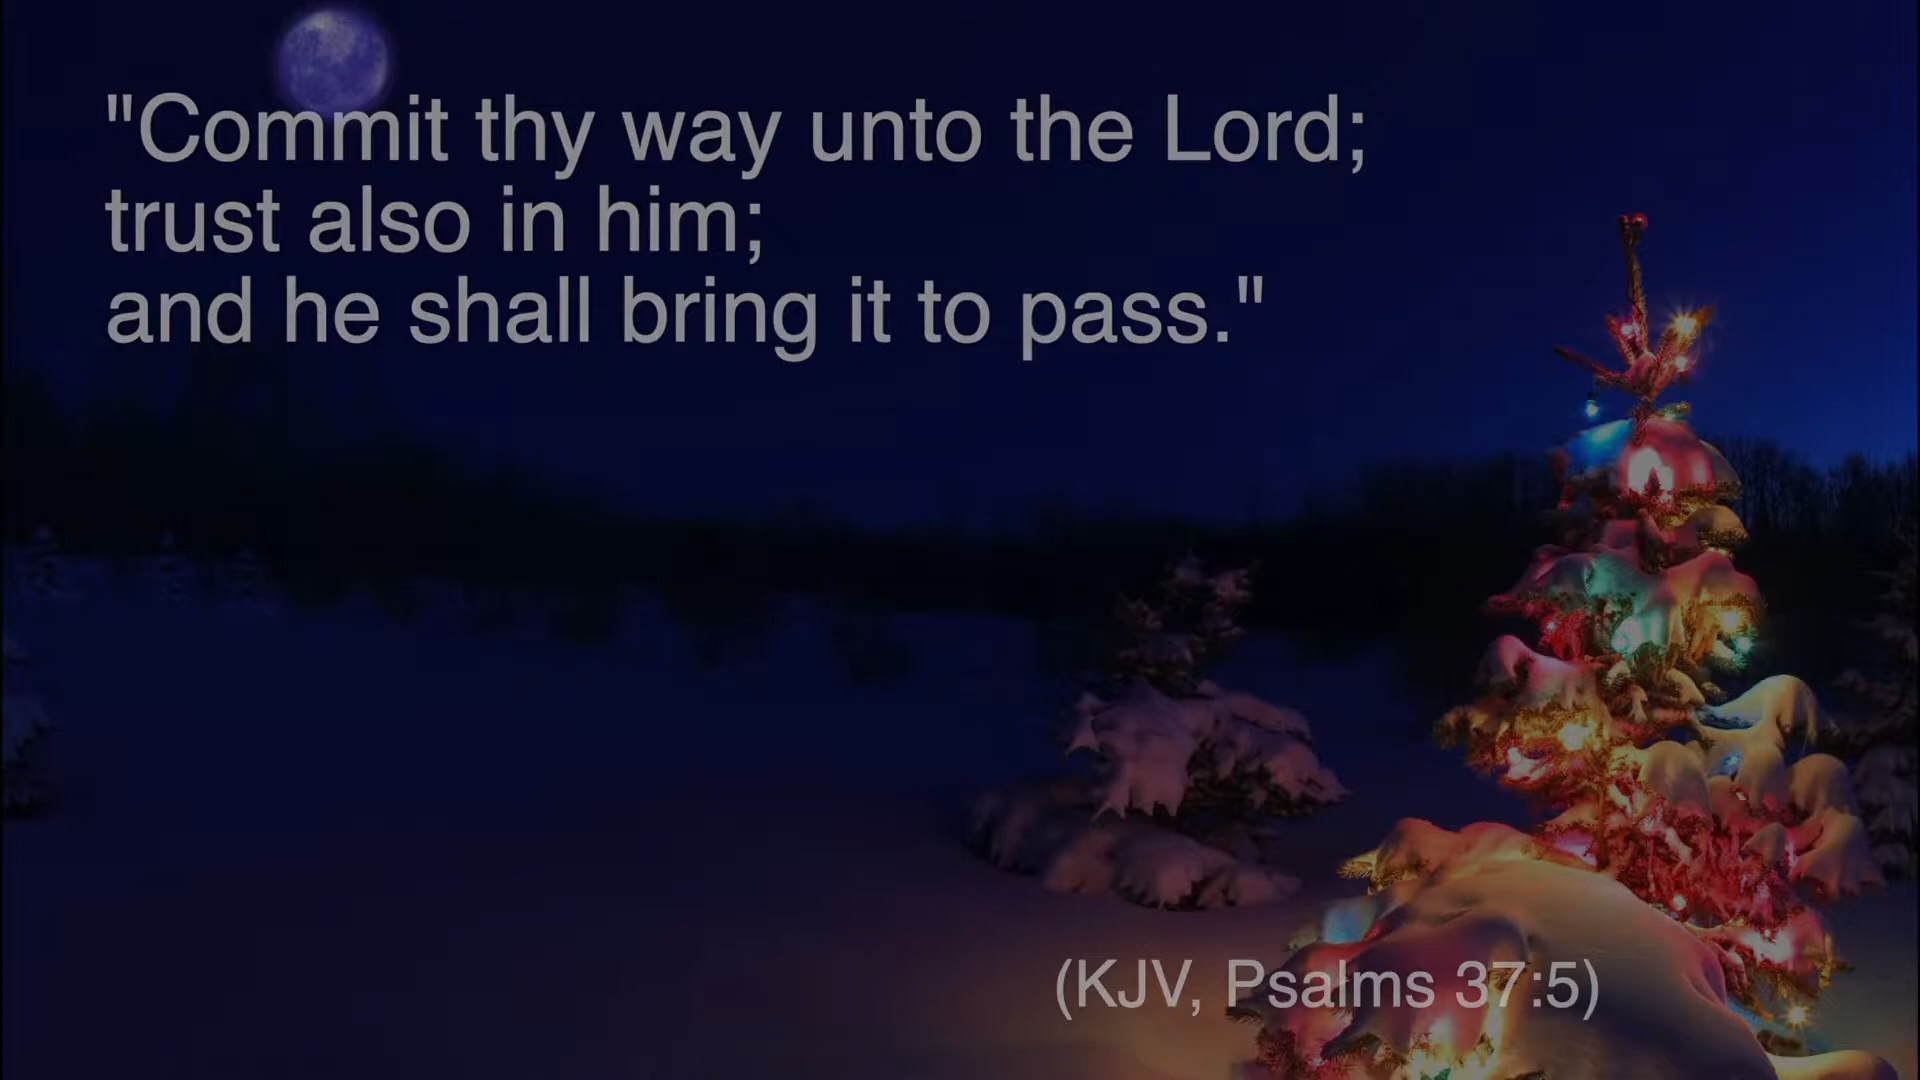 "Commit thy way unto the Lord;
trust also in him;
and he shall bring it to pass."
(KJV, Psalms 37:5)